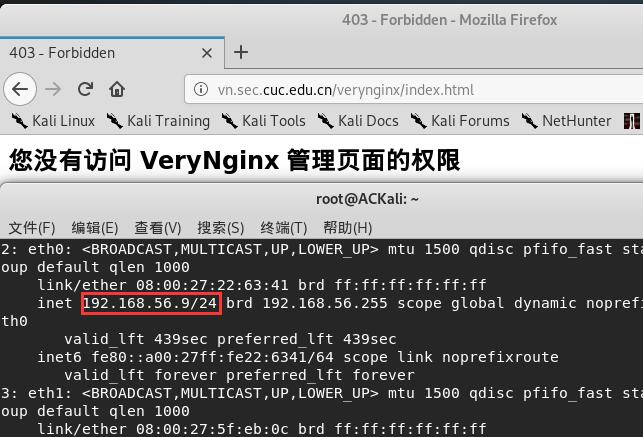 403 - Forbidden - Mozilla Firefox
403 - Forbidden
vn.sec.cuc.edu.cn/verynginx/index.html
Kali Linux Kali Training Kali Tools Kali Docs Kali Forums NetHunter
您没有访问 VeryNginx 管理页面的权限
root@ACKali: ~
文件(F) 编辑(E) 查看(V) 搜索(S) 终端(T) 帮助(H)
2: eth0: <BROADCAST,MULTICAST,UP,LOWER_UP> mtu 1500 qdisc pfifo_fast sta
oup default qlen 1000
link/ether 08:00:27:22:63:41 brd ff:ff:ff:ff:ff:ff
inet 192.168.56.9/24 brd 192.168.56.255 scope global dynamic noprefi
th0
valid_lft 439sec preferred_lft 439sec
inet6 fe80::a00:27ff:fe22:6341/64 scope link noprefixroute
valid_lft forever preferred_lft forever
3: eth1: <BROADCAST,MULTICAST,UP,LOWER_UP> mtu 1500 qdisc pfifo_fast sta
oup default qlen 1000
link/ether 08:00:27:5f:eb:0c brd ff:ff:ff:ff:ff:ff